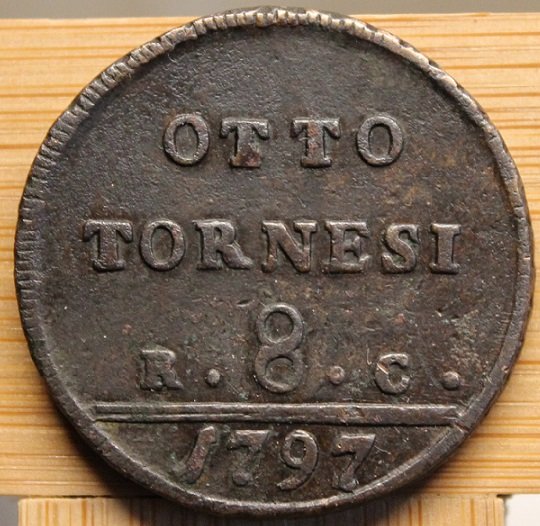 OTTO
TORNESI
R. 8. C.
1797